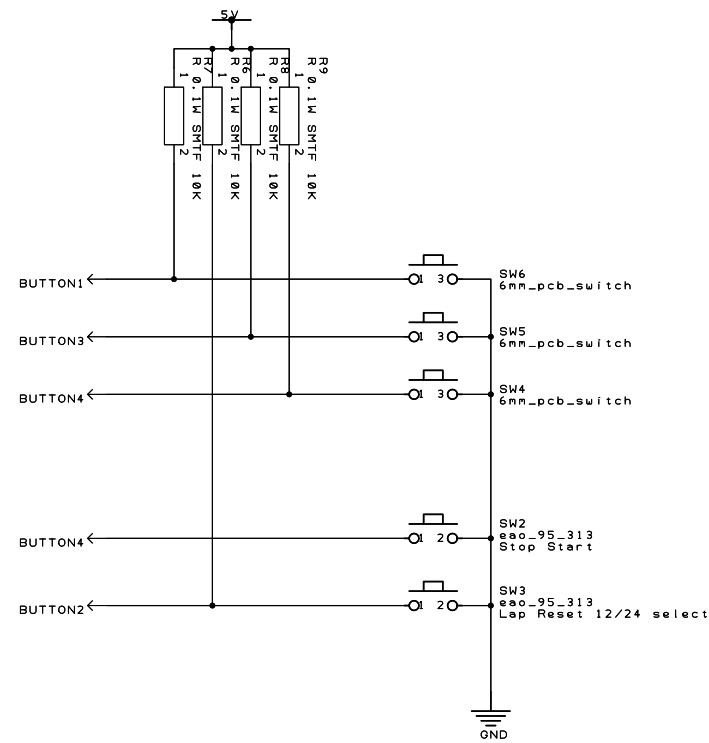 5V
R7
R 0.1W SMTF 10K
1
2
R6
R 0.1W SMTF 10K
1
2
R8
R 0.1W SMTF 10K
1
2
R9
R 0.1W SMTF 10K
1
2
BUTTON1
1 3
SW6
6mm_pcb_switch
BUTTON3
1 3
SW5
6mm_pcb_switch
BUTTON4
1 3
SW4
6mm_pcb_switch
BUTTON4
1 2
SW2
eao_95_313
Stop Start
BUTTON2
1 2
SW3
eao_95_313
Lap Reset 12/24 select
GND